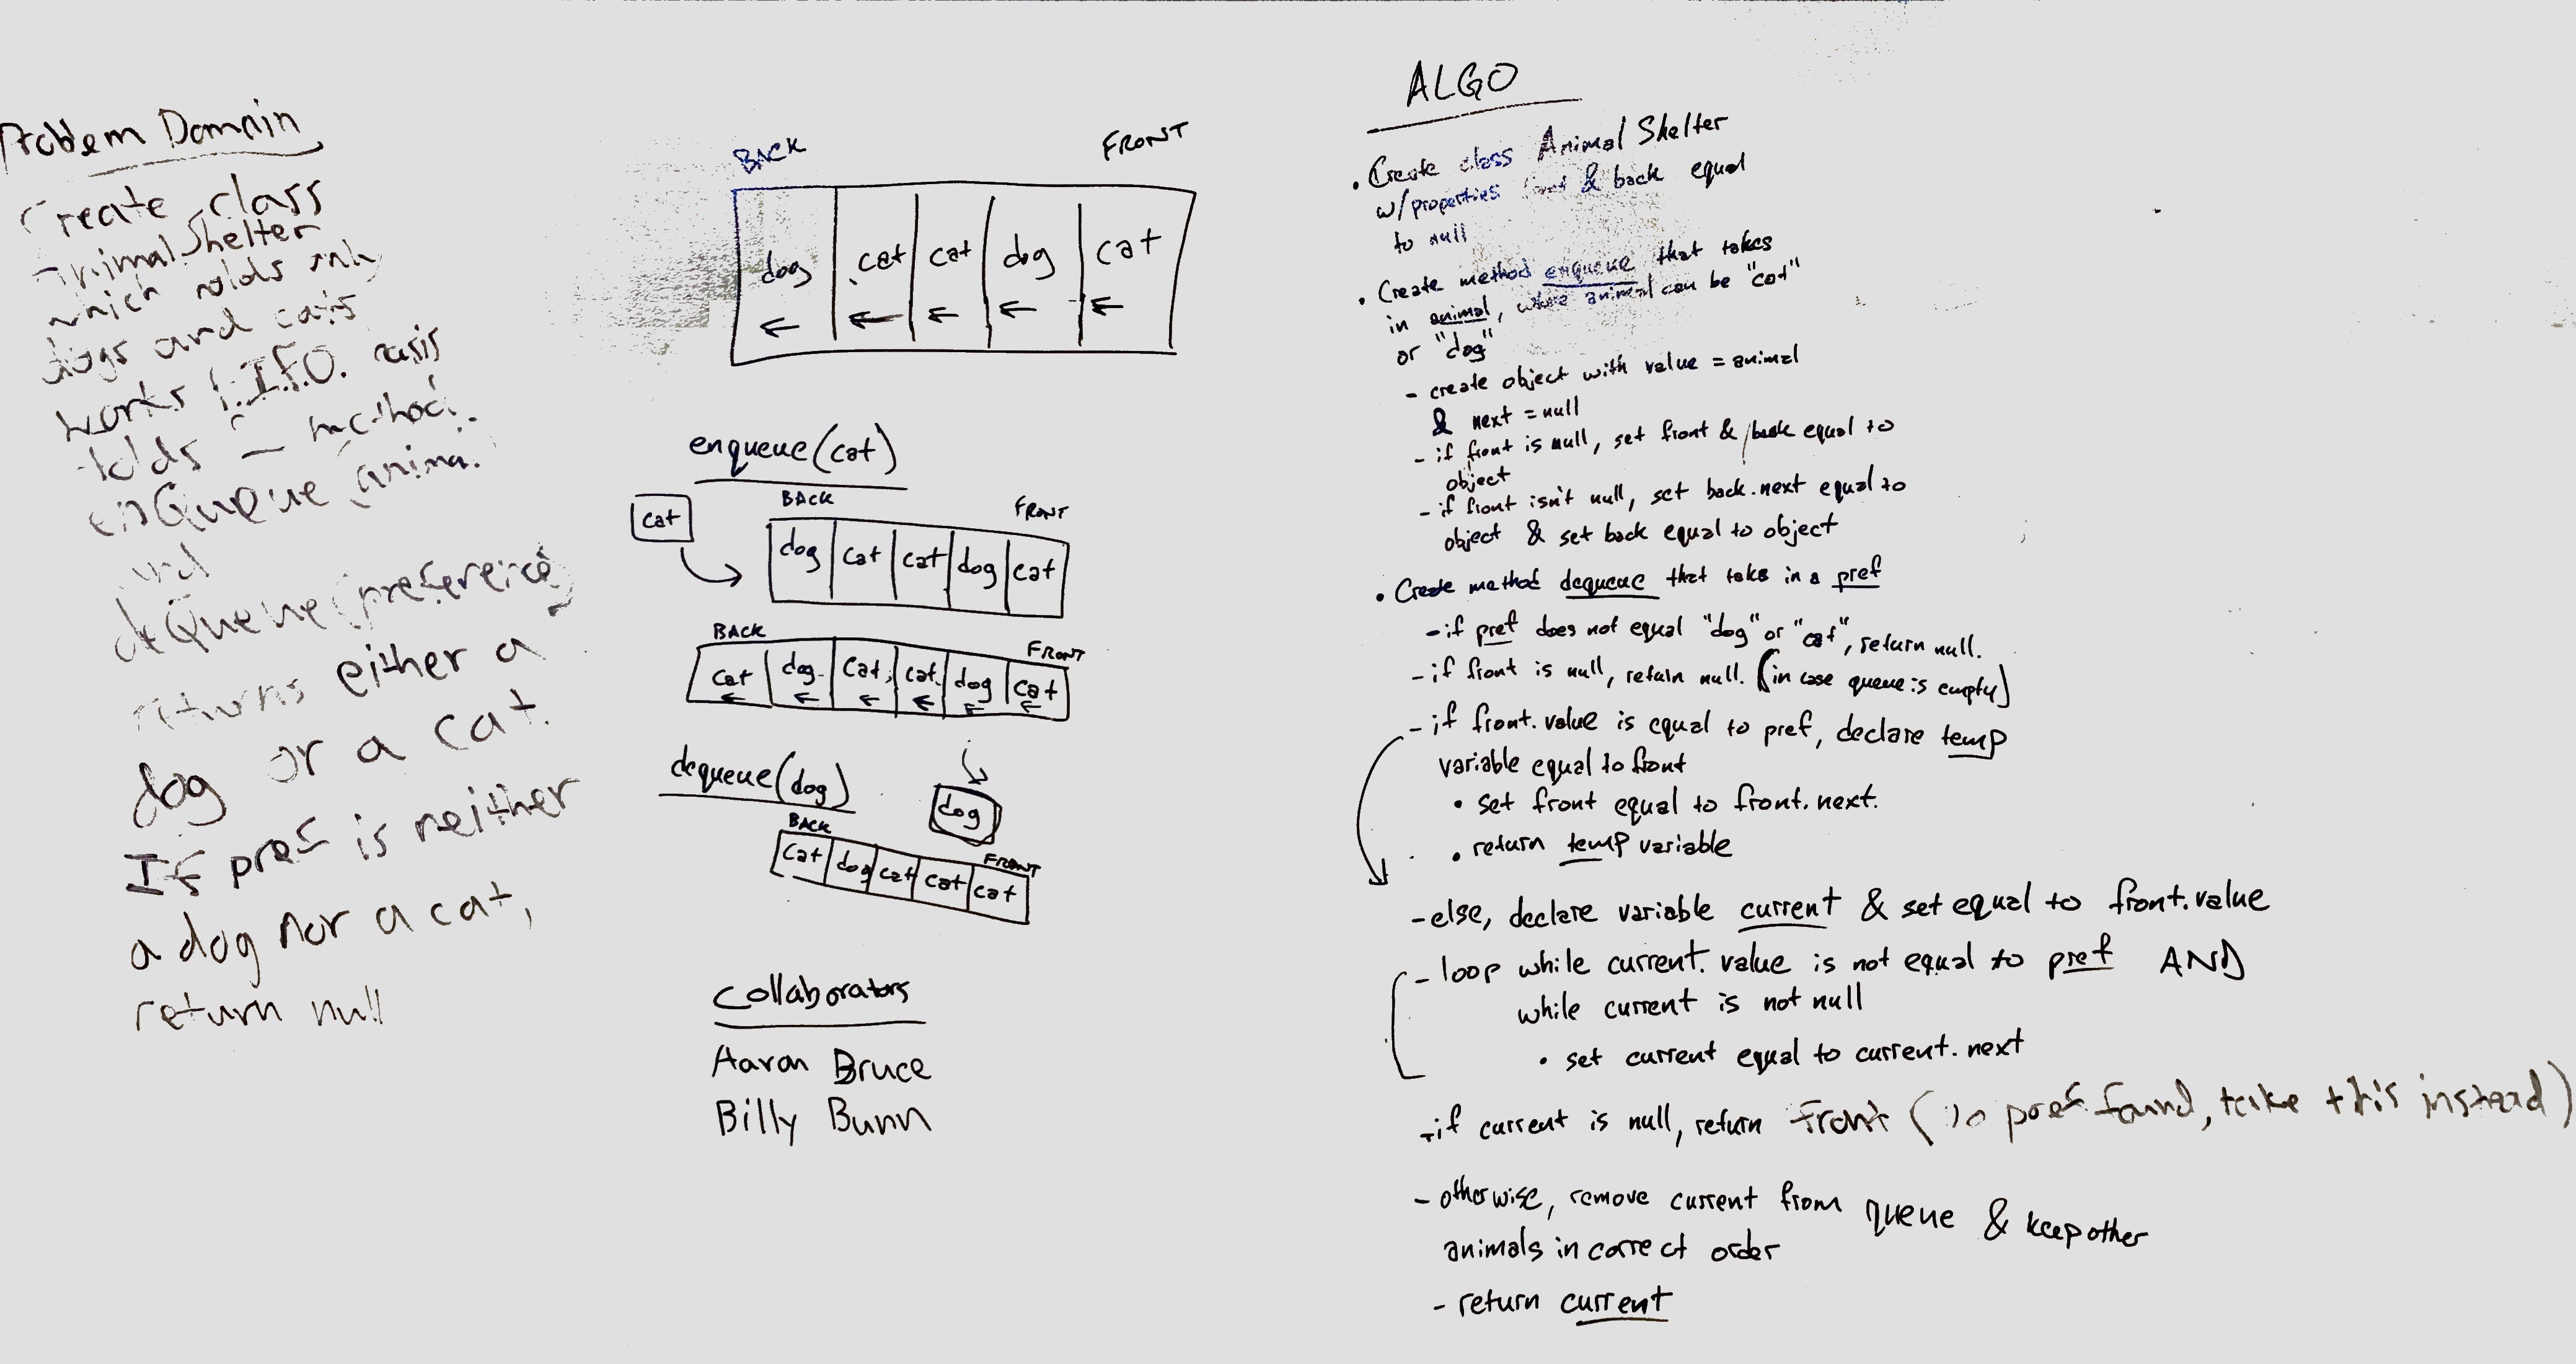 Problem Domain
Create class
AnimalShelter
which holds only
dogs and cats
works F.I.F.O. basis
method
enQueue animal
and
deQueue(preference)
returns either a
dog or a cat.
If pref is neither
a dog nor a cat,
return null
BACK FRONT
dog cat cat dog cat
← ← ← ← ←
enqueue(cat)
BACK FRONT
cat
dog cat cat dog cat
BACK FRONT
cat dog cat cat dog cat
← ← ← ← ← ←
dequeue(dog)
dog
BACK FRONT
cat dog cat cat cat
Collaborators
Aaron Bruce
Billy Bunn
ALGO
• Create class Animal Shelter
w/properties front & back equal
to null
• Create method enqueue that takes
in animal, where animal can be "cat"
or "dog"
- create object with value = animal
& next = null
- if front is null, set front & back equal to
object
- if front isn't null, set back.next equal to
object & set back equal to object
• Create method dequeue that take in a pref
- if pref does not equal "dog" or "cat", return null.
- if front is null, return null. (in case queue is empty)
- if front.value is equal to pref, declare temp
variable equal to front
• set front equal to front.next.
• return temp variable
- else, declare variable current & set equal to front.value
- loop while current.value is not equal to pref AND
while current is not null
• set current equal to current.next
- if current is null, return front (no pref found, take this instead)
- otherwise, remove current from queue & keep other
animals in correct order
- return current